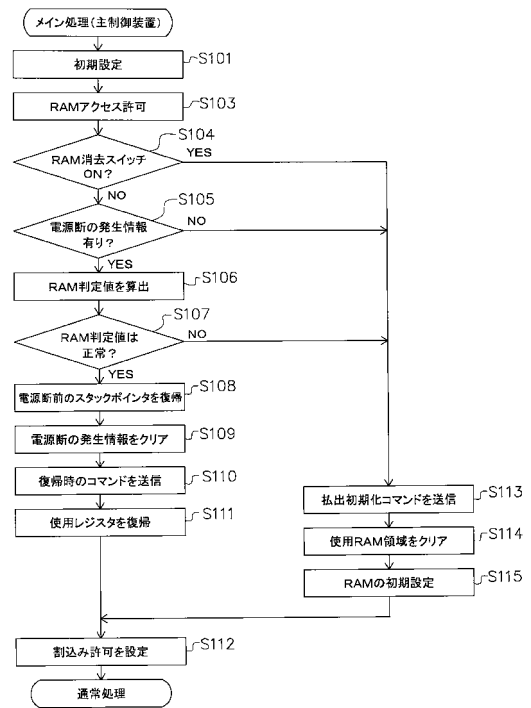 メイン処理(主制御装置)
初期設定
S101
RAMアクセス許可
S103
S104
RAM消去スイッチ
ON?
YES
NO
S105
電源断の発生情報
有り?
NO
YES
RAM判定値を算出
S106
S107
RAM判定値は
正常?
NO
YES
電源断前のスタックポインタを復帰
S108
電源断の発生情報をクリア
S109
復帰時のコマンドを送信
S110
使用レジスタを復帰
S111
払出初期化コマンドを送信
S113
使用RAM領域をクリア
S114
RAMの初期設定
S115
割込み許可を設定
S112
通常処理